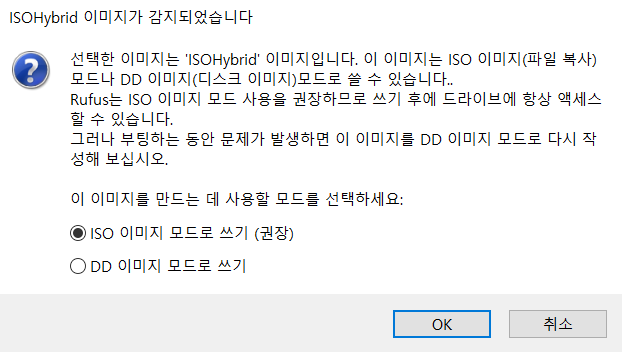 ISOHybrid 이미지가 감지되었습니다
선택한 이미지는 'ISOHybrid' 이미지입니다. 이 이미지는 ISO 이미지(파일 복사)
모드나 DD 이미지(디스크 이미지)모드로 쓸 수 있습니다..
Rufus는 ISO 이미지 모드 사용을 권장하므로 쓰기 후에 드라이브에 항상 액세스
할 수 있습니다.
그러나 부팅하는 동안 문제가 발생하면 이 이미지를 DD 이미지 모드로 다시 작
성해 보십시오.
이 이미지를 만드는 데 사용할 모드를 선택하세요:
ISO 이미지 모드로 쓰기 (권장)
DD 이미지 모드로 쓰기
OK
취소